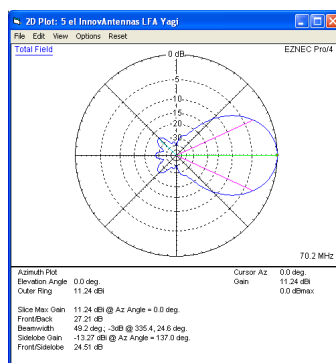 2D Plot: 5 el InnovAntennas LFA Yagi
File Edit View Options Reset
Total Field
EZNEC Pro/4
0 dB
-5
-10
-15
-20
-30
70.2 MHz
Azimuth Plot
Elevation Angle 0.0 deg.
Outer Ring 11.24 dBi
Cursor Az 0.0 deg.
Gain 11.24 dBi
0.0 dBmax
Slice Max Gain 11.24 dBi @ Az Angle = 0.0 deg.
Front/Back 27.21 dB
Beamwidth 49.2 deg.; -3dB @ 335.4, 24.6 deg.
Sidelobe Gain -13.27 dBi @ Az Angle = 137.0 deg.
Front/Sidelobe 24.51 dB